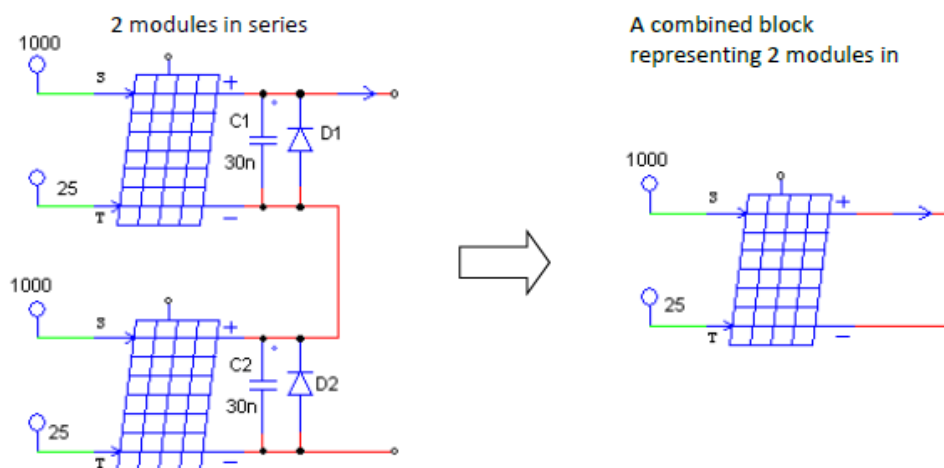 2 modules in series
A combined block
representing 2 modules in
1000
S
+
C1
30n
D1
25
T
−
1000
S
+
C2
30n
D2
25
T
−
1000
S
+
25
T
−